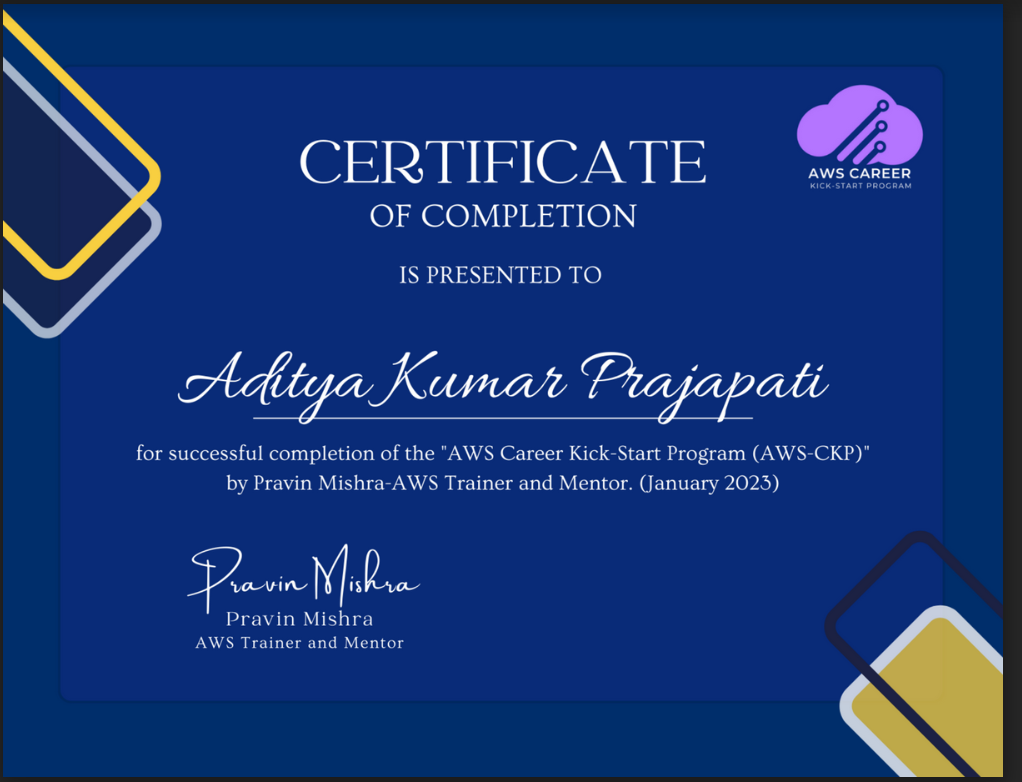 AWS CAREER
KICK-START PROGRAM
CERTIFICATE
OF COMPLETION
IS PRESENTED TO
Aditya Kumar Prajapati
for successful completion of the "AWS Career Kick-Start Program (AWS-CKP)"
by Pravin Mishra-AWS Trainer and Mentor. (January 2023)
Pravin Mishra
Pravin Mishra
AWS Trainer and Mentor